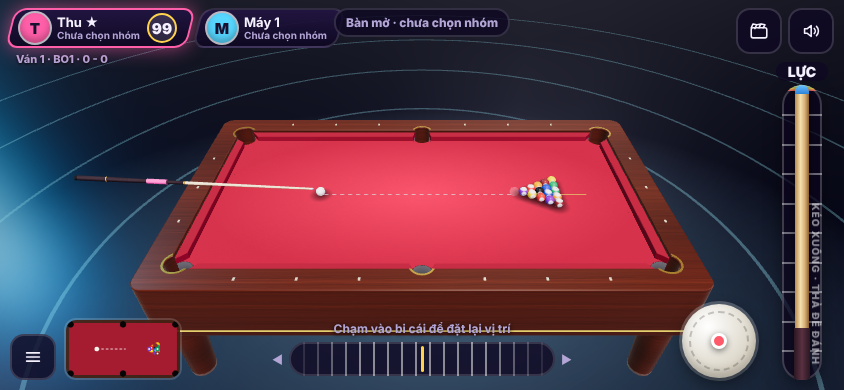 T
Thu ★
Chưa chọn nhóm
99
M
Máy 1
Chưa chọn nhóm
Bàn mở · chưa chọn nhóm
Ván 1 · BO1 · 0 - 0
LỰC
KÉO XUỐNG · THẢ ĐỂ ĐÁNH
Chạm vào bi cái để đặt lại vị trí